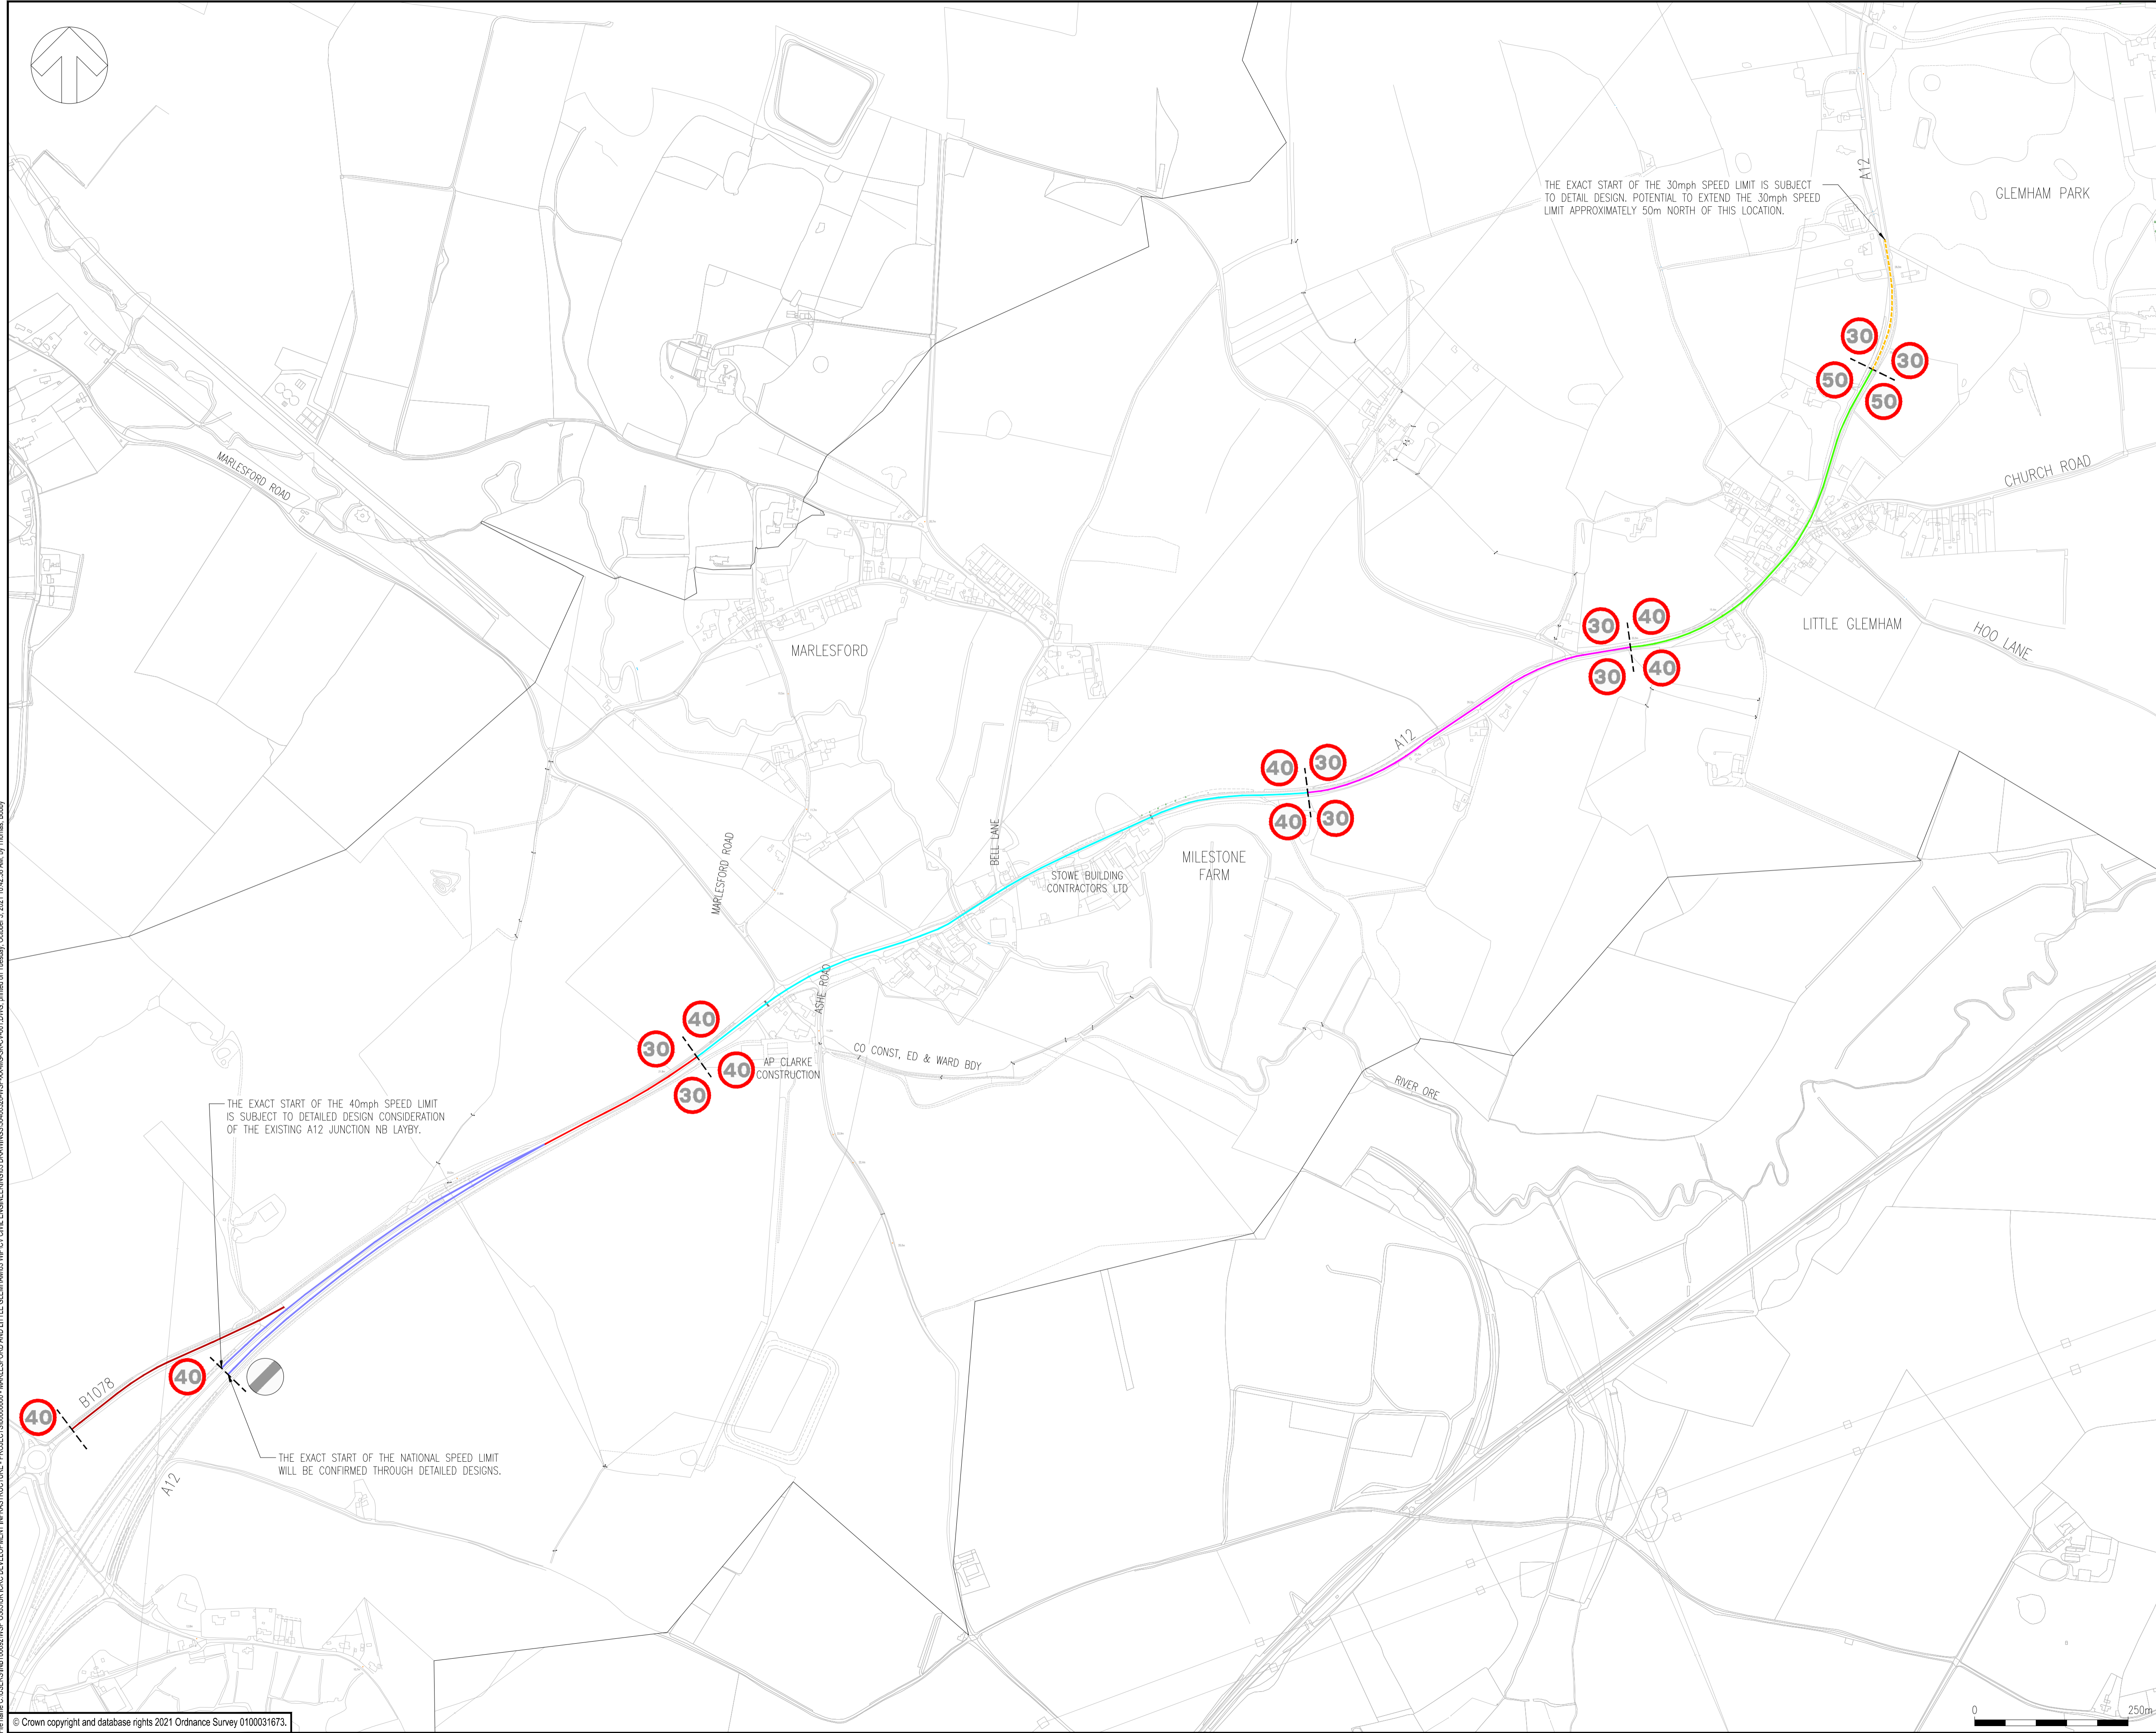 A12
GLEMHAM PARK
THE EXACT START OF THE 30mph SPEED LIMIT IS SUBJECT
TO DETAIL DESIGN. POTENTIAL TO EXTEND THE 30mph SPEED
LIMIT APPROXIMATELY 50m NORTH OF THIS LOCATION.
30
30
50
50
CHURCH ROAD
MARLESFORD ROAD
LITTLE GLEMHAM
HOO LANE
30
40
30
40
MARLESFORD
A12
40
30
40
30
MARLESFORD ROAD
BELL LANE
MILESTONE
FARM
STOWE BUILDING
CONTRACTORS LTD
ASHE ROAD
40
30
40
30
AP CLARKE
CONSTRUCTION
CO CONST, ED & WARD BDY
RIVER ORE
THE EXACT START OF THE 40mph SPEED LIMIT
IS SUBJECT TO DETAILED DESIGN CONSIDERATION
OF THE EXISTING A12 JUNCTION NB LAYBY.
B1078
40
40
THE EXACT START OF THE NATIONAL SPEED LIMIT
WILL BE CONFIRMED THROUGH DETAILED DESIGNS.
A12
0
250m
© Crown copyright and database rights 2021 Ordnance Survey 0100031673.